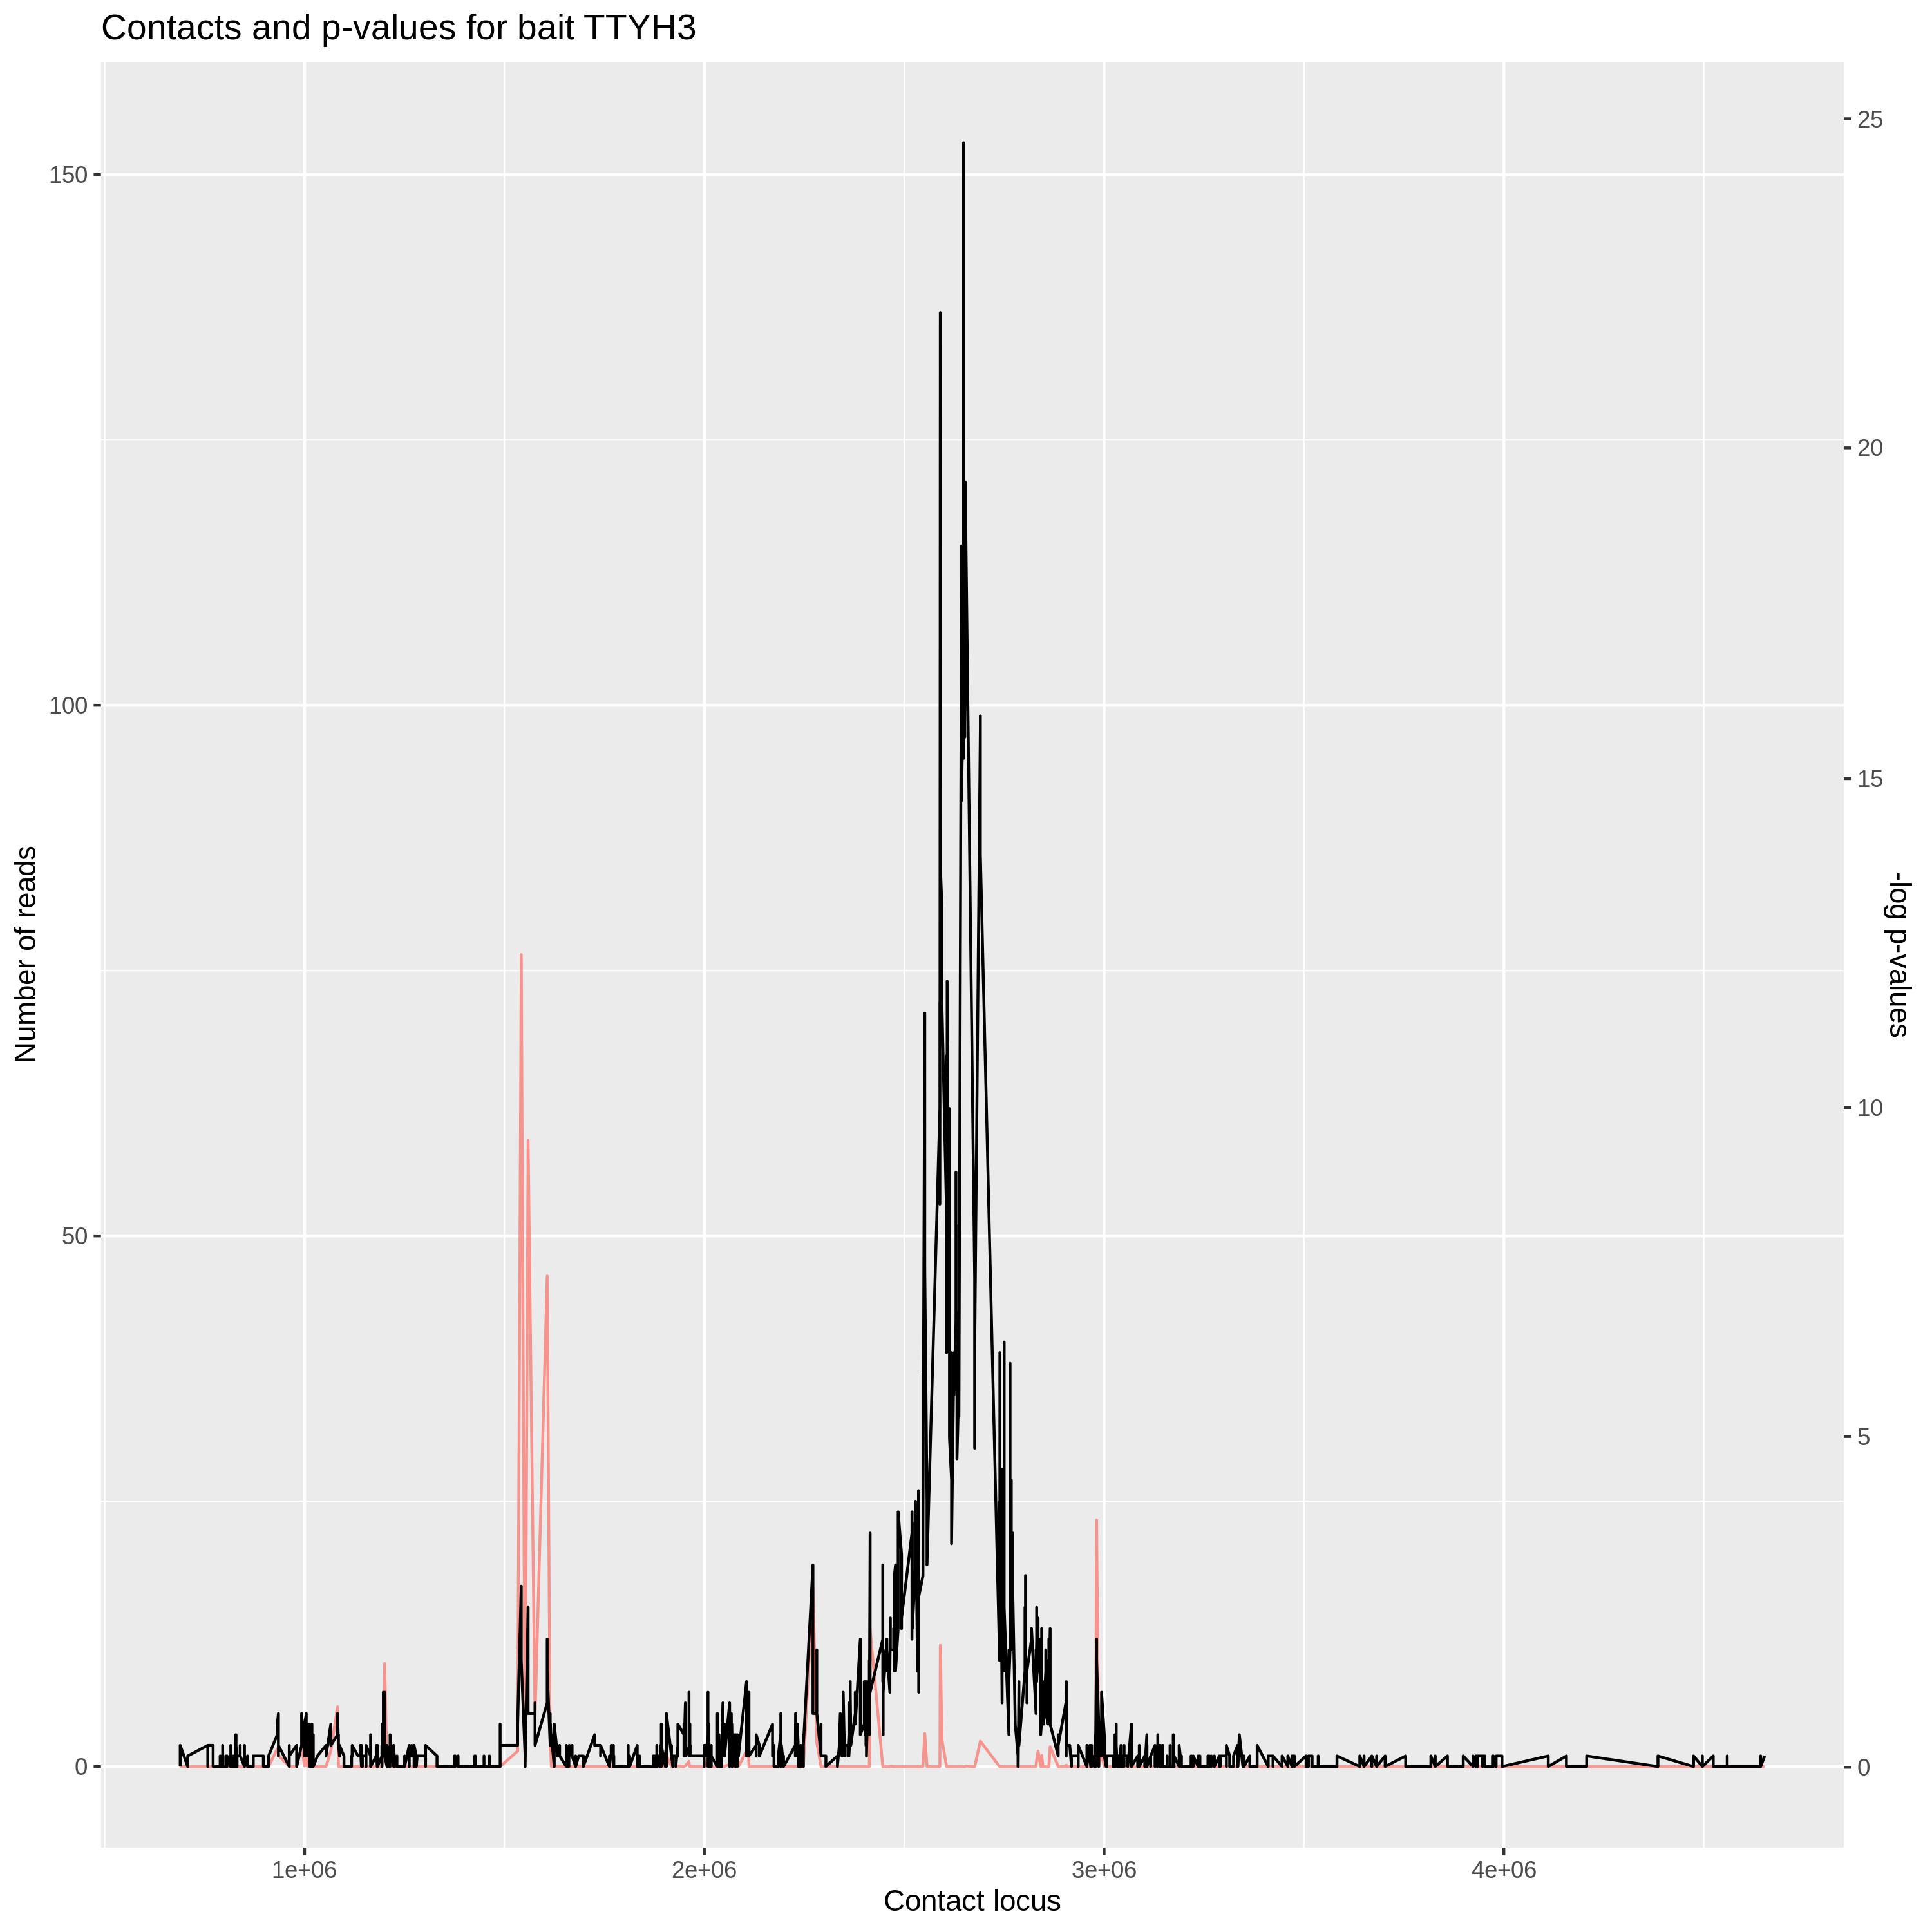 Contacts and p-values for bait TTYH3
150
100
50
0
Number of reads
25
20
15
10
5
0
-log p-values
1e+06
2e+06
3e+06
4e+06
Contact locus